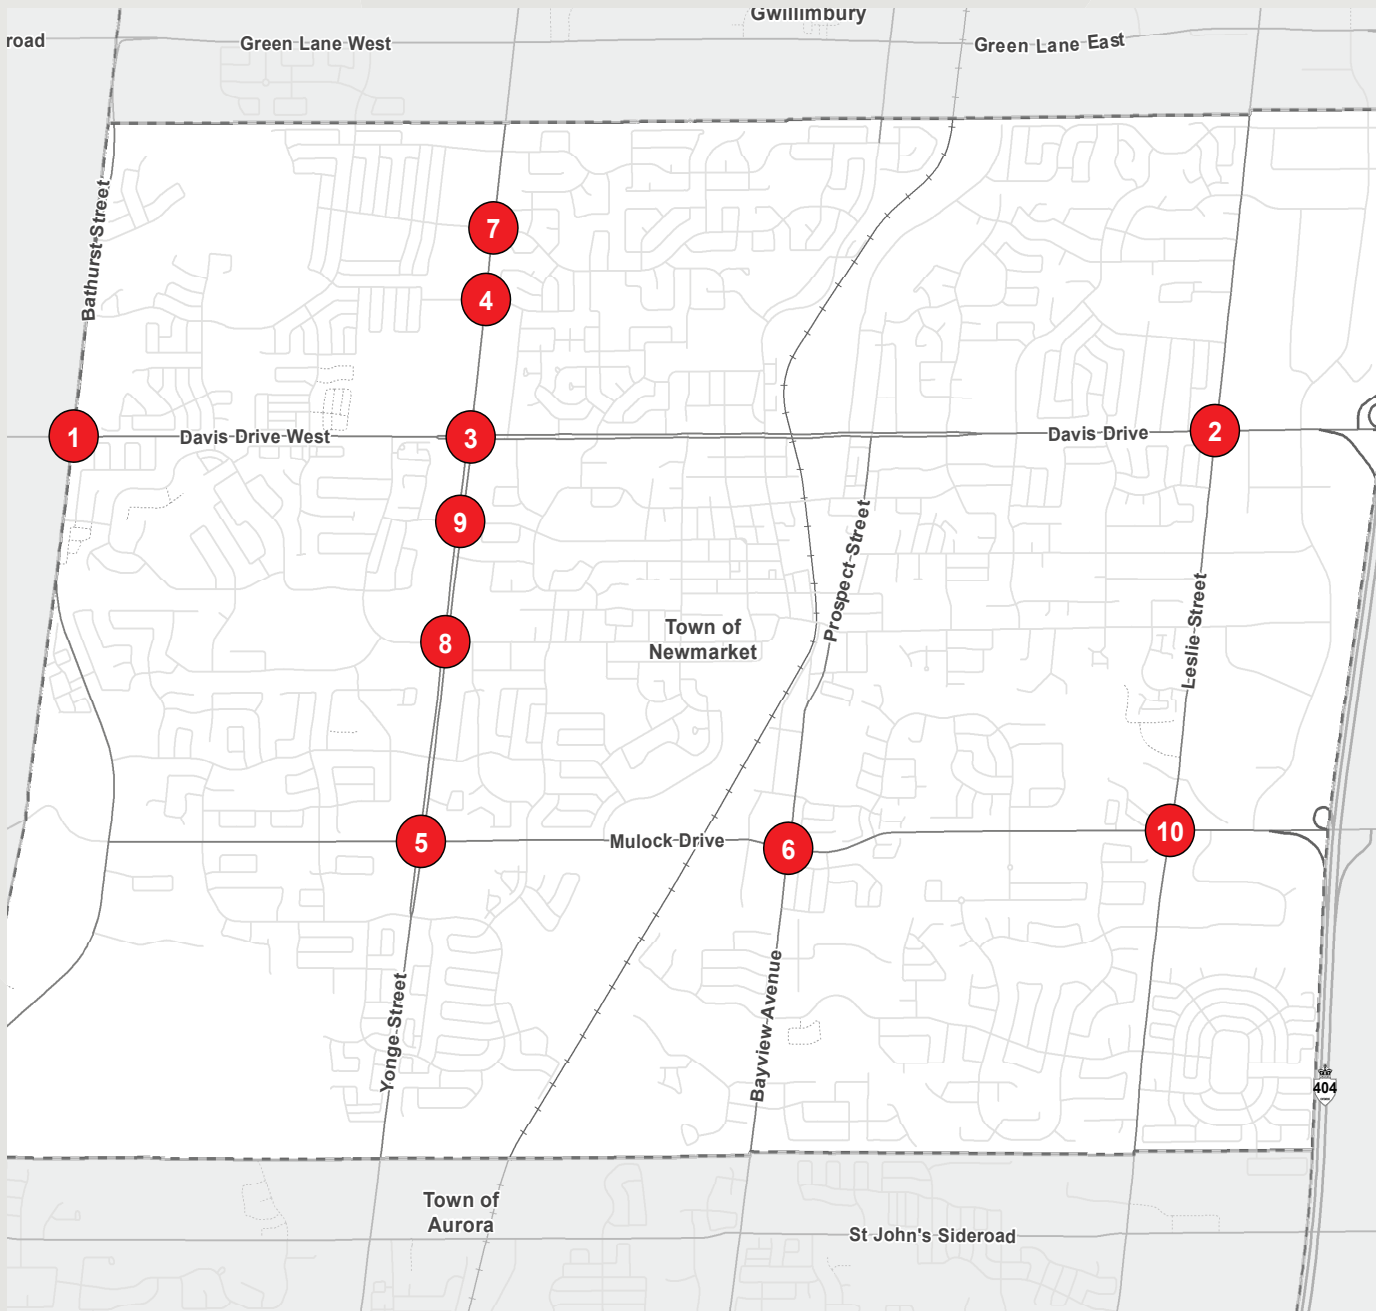 Gwillimbury
road
Green Lane West
Green Lane East
Bathurst Street
7
4
1
Davis Drive West
3
Davis Drive
2
9
Prospect Street
Leslie Street
8
Town of
Newmarket
5
Mulock Drive
6
10
Yonge Street
Bayview Avenue
404
Town of
Aurora
St John's Sideroad